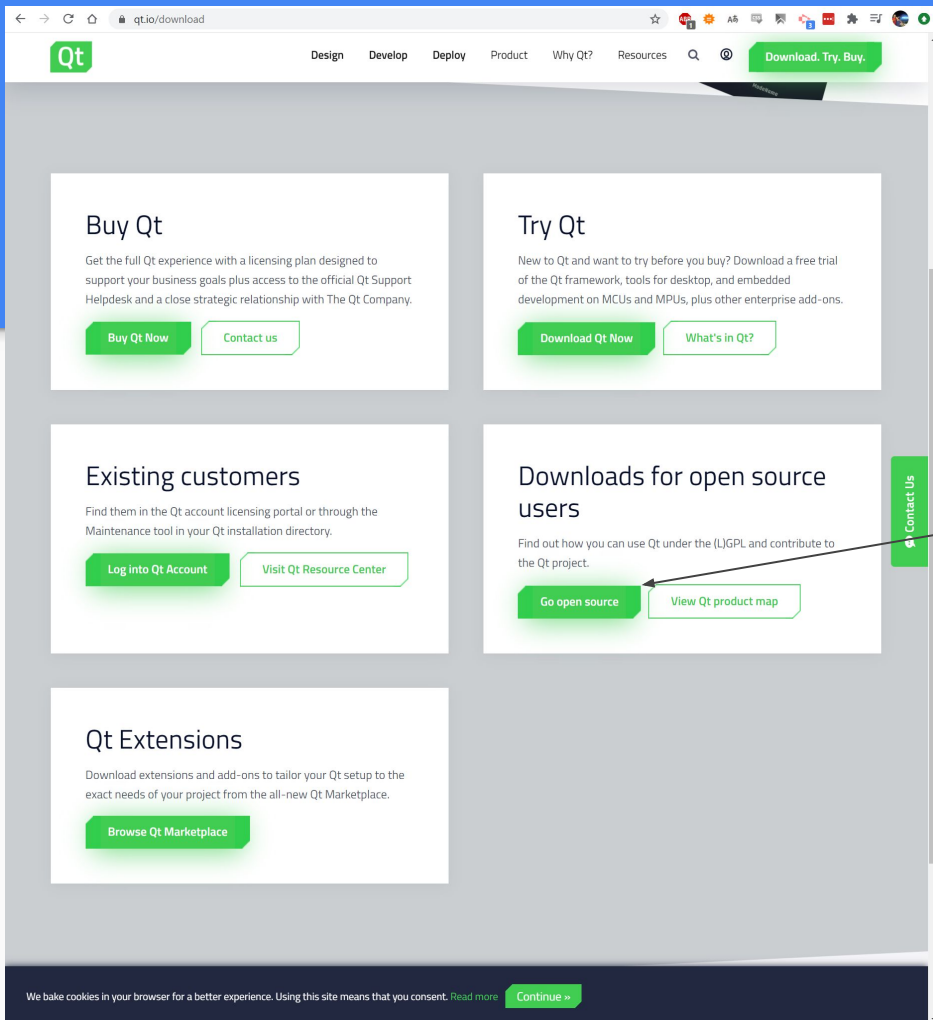 qt.io/download
Qt
Design Develop Deploy Product Why Qt? Resources
Download. Try. Buy.
Buy Qt
Get the full Qt experience with a licensing plan designed to
support your business goals plus access to the official Qt Support
Helpdesk and a close strategic relationship with The Qt Company.
Buy Qt Now Contact us
Try Qt
New to Qt and want to try before you buy? Download a free trial
of the Qt framework, tools for desktop, and embedded
development on MCUs and MPUs, plus other enterprise add-ons.
Download Qt Now What's in Qt?
Existing customers
Find them in the Qt account licensing portal or through the
Maintenance tool in your Qt installation directory.
Log into Qt Account Visit Qt Resource Center
Downloads for open source
users
Find out how you can use Qt under the (L)GPL and contribute to
the Qt project.
Go open source View Qt product map
Contact Us
Qt Extensions
Download extensions and add-ons to tailor your Qt setup to the
exact needs of your project from the all-new Qt Marketplace.
Browse Qt Marketplace
We bake cookies in your browser for a better experience. Using this site means that you consent. Read more Continue »